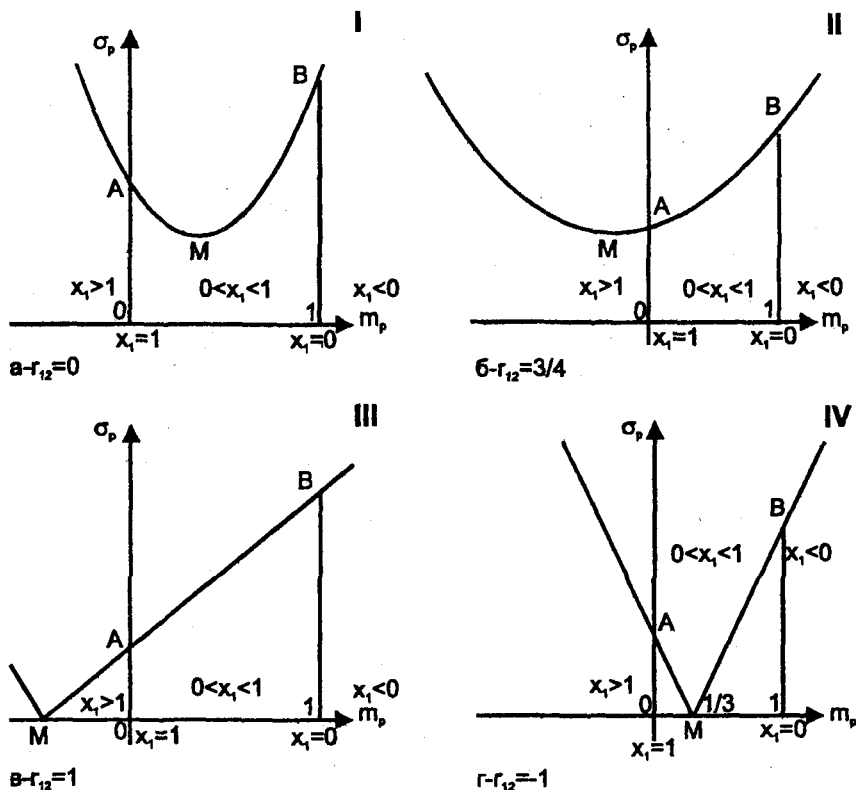 I
σₚ
B
A
M
x₁>1
0<x₁<1
x₁<0
0
1
mₚ
x₁=1
x₁=0
а-r₁₂=0
II
B
A
M
x₁>1
0<x₁<1
x₁<0
0
1
mₚ
x₁=1
x₁=0
б-r₁₂=3/4
III
σₚ
B
A
x₁>1
0<x₁<1
x₁<0
1
M
0
x₁=1
x₁=0
mₚ
в-r₁₂=1
IV
σₚ
B
0<x₁<1
x₁<0
A
x₁>1
0
1/3
1
mₚ
x₁=1
M
x₁=0
г-r₁₂=-1